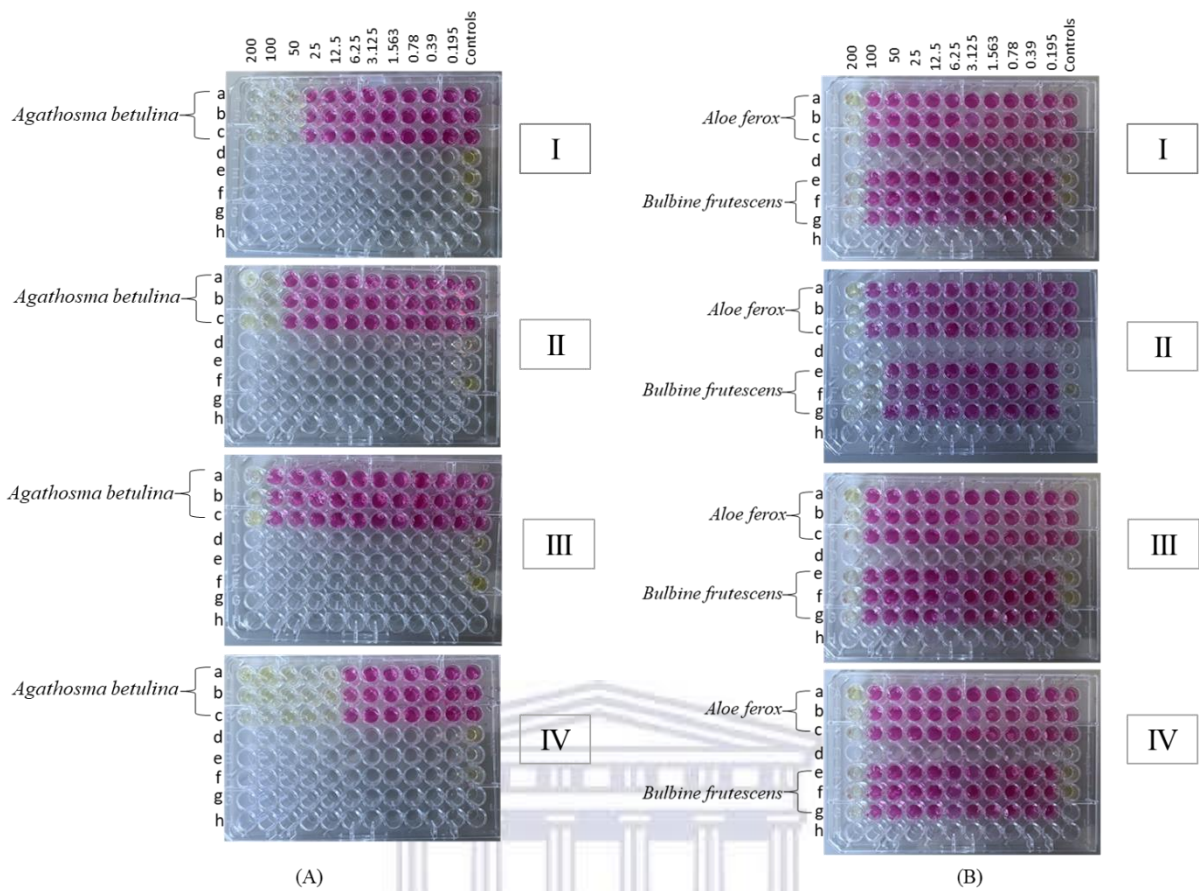 200 100 50 25 12.5 6.25 3.125 1.563 0.78 0.39 0.195 Controls
Agathosma betulina
a
b
c
d
e
f
g
h
I
Agathosma betulina
a
b
c
d
e
f
g
h
II
Agathosma betulina
a
b
c
d
e
f
g
h
III
Agathosma betulina
a
b
c
d
e
f
g
h
IV
(A)
200 100 50 25 12.5 6.25 3.125 1.563 0.78 0.39 0.195 Controls
Aloe ferox
Bulbine frutescens
a
b
c
d
e
f
g
h
I
Aloe ferox
Bulbine frutescens
a
b
c
d
e
f
g
h
II
Aloe ferox
Bulbine frutescens
a
b
c
d
e
f
g
h
III
Aloe ferox
Bulbine frutescens
a
b
c
d
e
f
g
h
IV
(B)